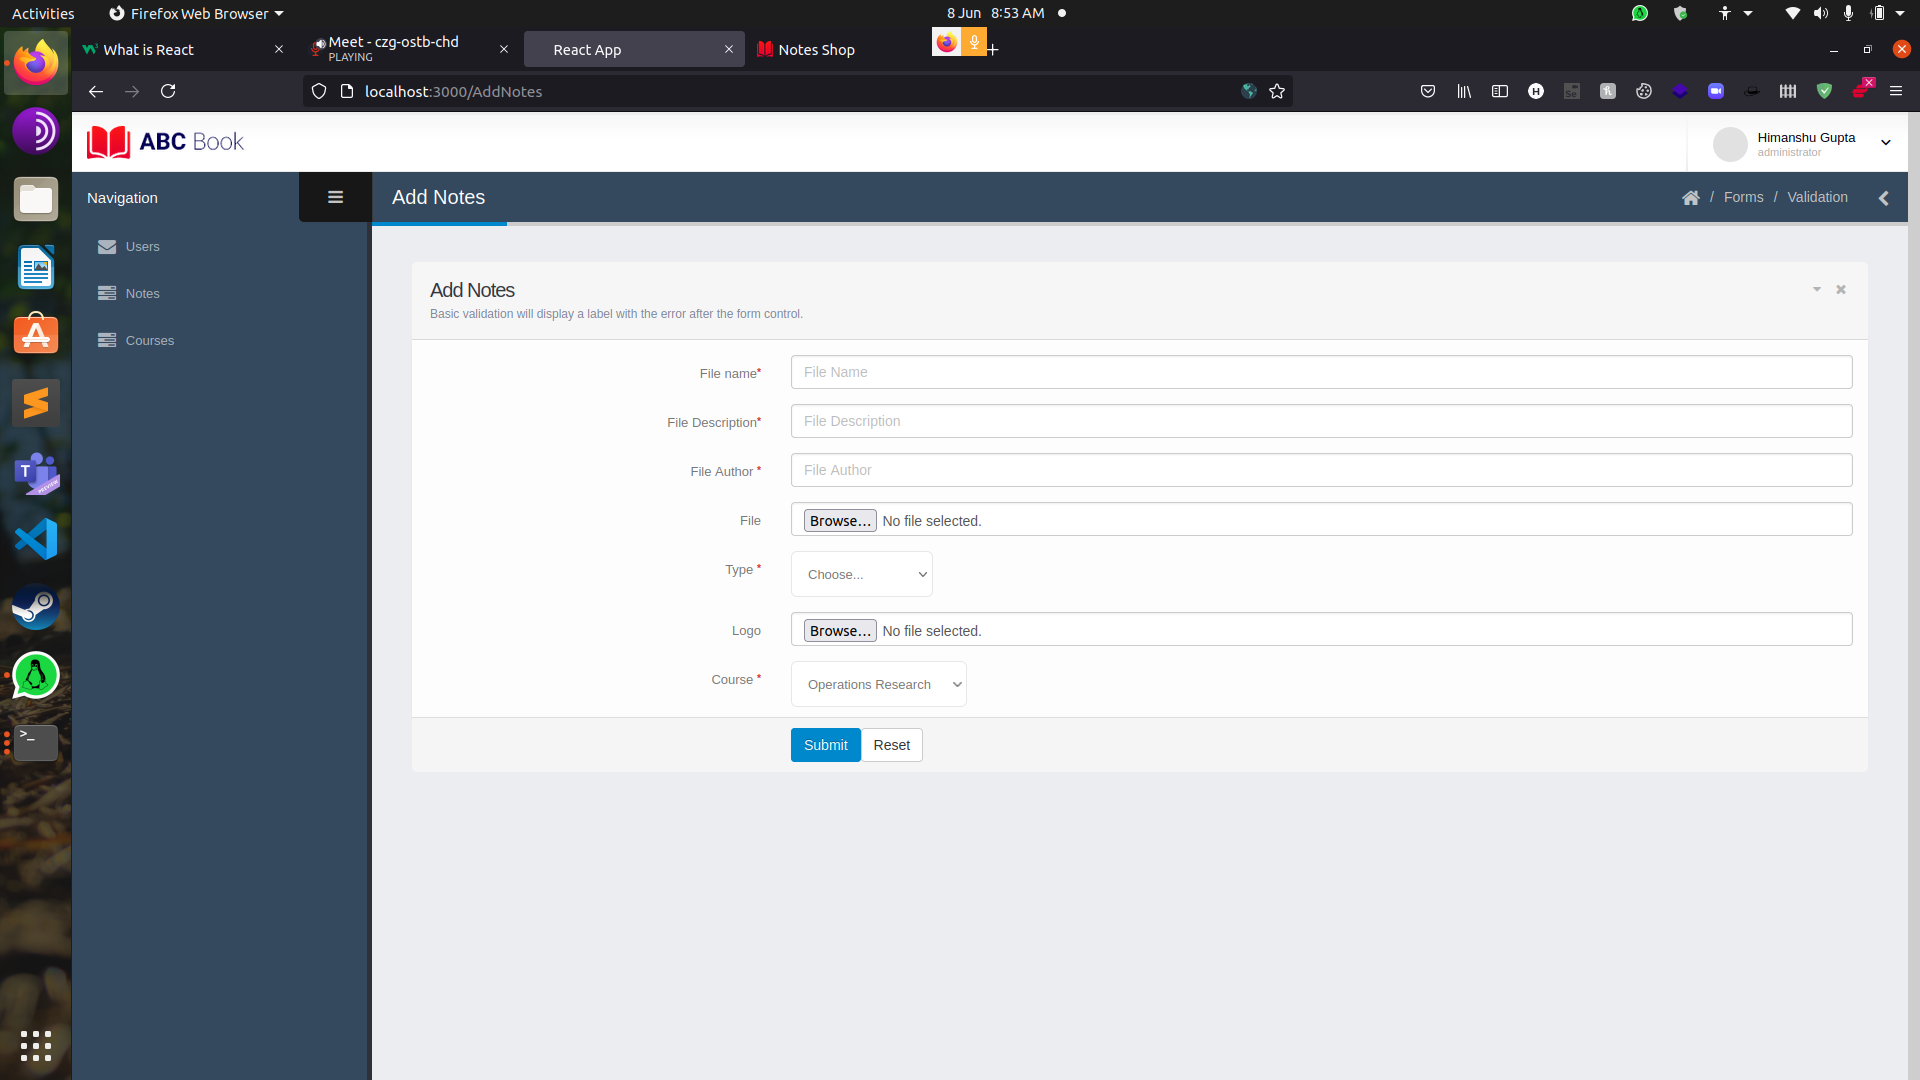 Activities
Firefox Web Browser
8 Jun 8:53 AM
What is React
Meet - czg-ostb-chd
PLAYING
React App
Notes Shop
localhost:3000/AddNotes
ABC Book
Himanshu Gupta
administrator
Navigation
Add Notes
/ Forms / Validation
Users
Notes
Courses
Add Notes
Basic validation will display a label with the error after the form control.
File name*
File Name
File Description*
File Description
File Author *
File Author
File
Browse... No file selected.
Type *
Choose...
Logo
Browse... No file selected.
Course *
Operations Research
Submit
Reset